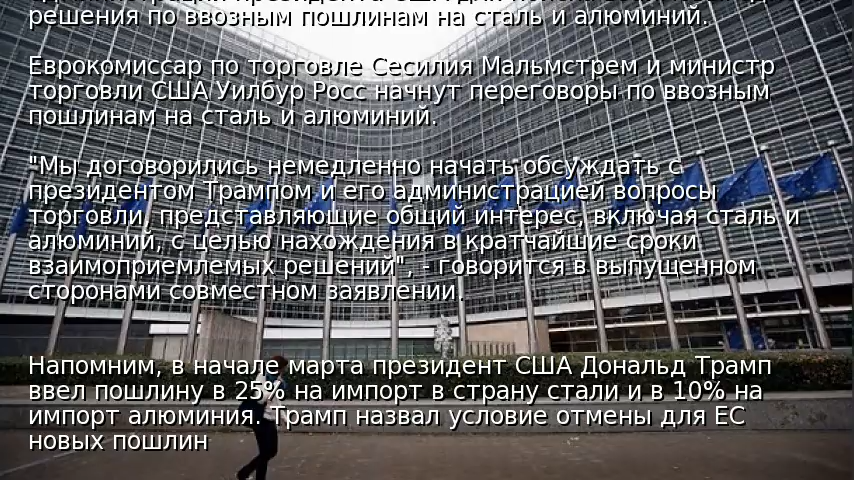 решения по ввозным пошлинам на сталь и алюминий.
Еврокомиссар по торговле Сесилия Мальмстрем и министр
торговли США Уилбур Росс начнут переговоры по ввозным
пошлинам на сталь и алюминий.
"Мы договорились немедленно начать обсуждать с
президентом Трампом и его администрацией вопросы
торговли, представляющие общий интерес, включая сталь и
алюминий, с целью нахождения в кратчайшие сроки
взаимоприемлемых решений", - говорится в выпущенном
сторонами совместном заявлении.
Напомним, в начале марта президент США Дональд Трамп
ввел пошлину в 25% на импорт в страну стали и в 10% на
импорт алюминия. Трамп назвал условие отмены для ЕС
новых пошлин